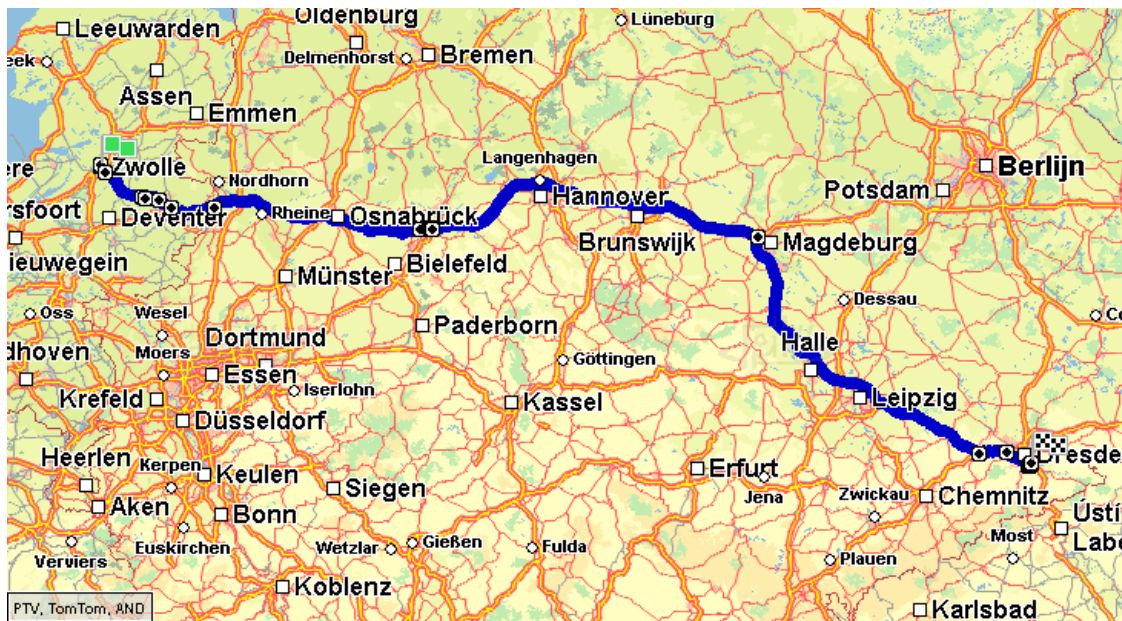 Leeuwarden
Oldenburg
Lüneburg
eek
Delmenhorst
Bremen
Assen
Emmen
Langenhagen
Berlijn
ere
Zwolle
Nordhorn
Potsdam
Hannover
rsfoort
Deventer
Rheine
Osnabrück
Brunswijk
Magdeburg
ieuwegein
Bielefeld
Münster
Dessau
Oss
Wesel
Paderborn
Co
Dortmund
Halle
dhoven
Moers
Göttingen
Essen
Iserlohn
Krefeld
Kassel
Leipzig
Düsseldorf
Heerlen
Kerpen
Keulen
Erfurt
Dresde
Siegen
Jena
Zwickau
Chemnitz
Aken
Bonn
Ústí
Labe
Most
Verviers
Euskirchen
Wetzlar
Gießen
Fulda
Plauen
Koblenz
Karlsbad
PTV, TomTom, AND